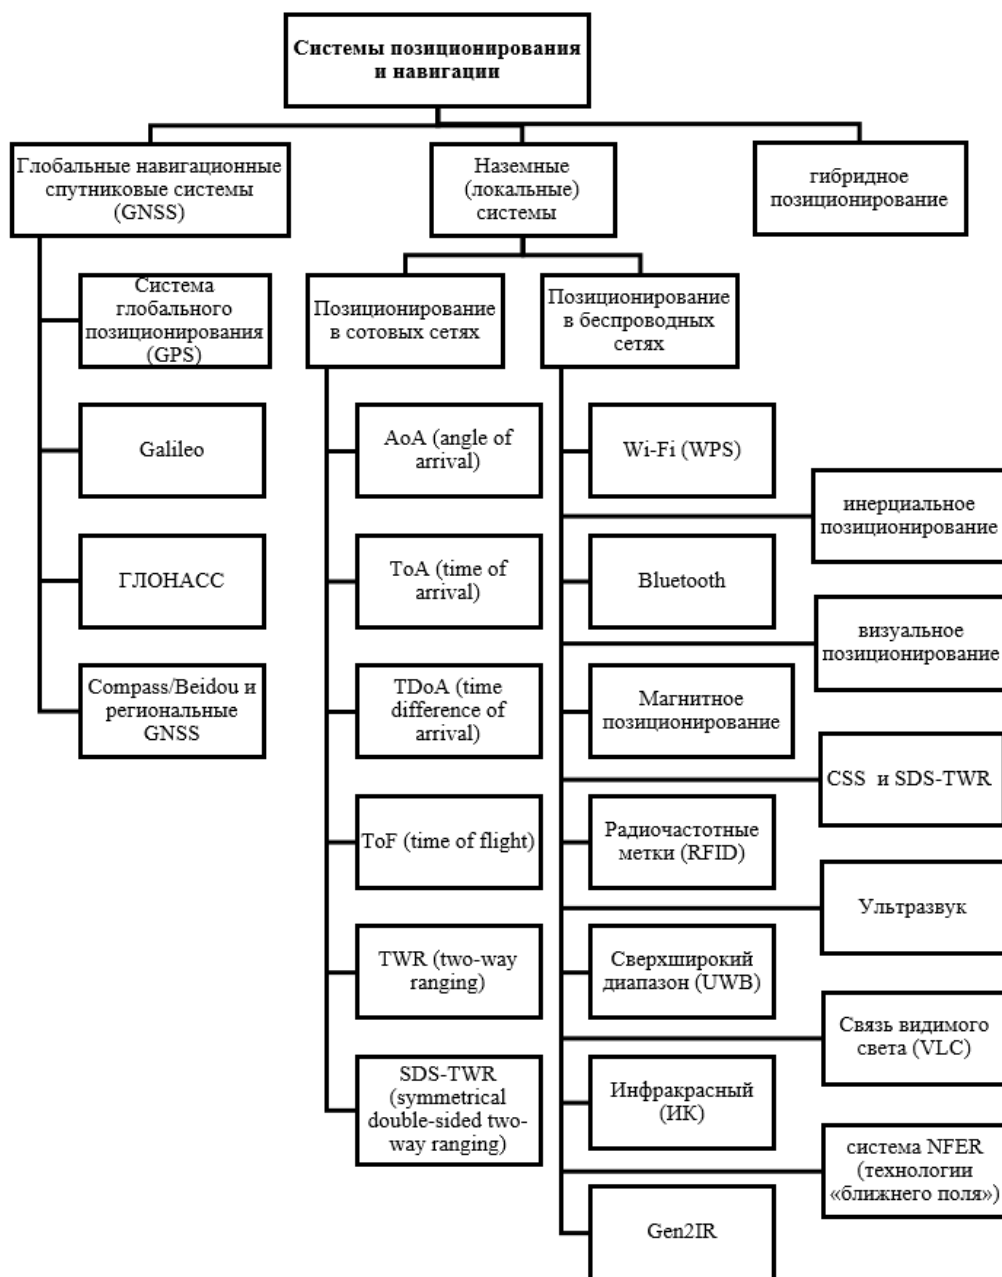 Системы позиционирования
и навигации
Глобальные навигационные
спутниковые системы
(GNSS)
Наземные
(локальные)
системы
гибридное
позиционирование
Система
глобального
позиционирования
(GPS)
Galileo
ГЛОНАСС
Compass/Beidou и
региональные
GNSS
Позиционирование
в сотовых сетях
AoA (angle of
arrival)
ToA (time of
arrival)
TDoA (time
difference of
arrival)
ToF (time of flight)
TWR (two-way
ranging)
SDS-TWR
(symmetrical
double-sided two-
way ranging)
Позиционирование
в беспроводных
сетях
Wi-Fi (WPS)
инерциальное
позиционирование
Bluetooth
визуальное
позиционирование
Магнитное
позиционирование
CSS и SDS-TWR
Радиочастотные
метки (RFID)
Ультразвук
Сверхширокий
диапазон (UWB)
Связь видимого
света (VLC)
Инфракрасный
(ИК)
система NFER
(технологии
«ближнего поля»)
Gen2IR